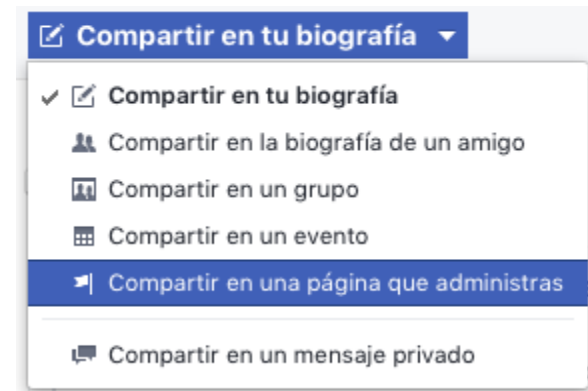 Compartir en tu biografía
Compartir en tu biografía
Compartir en la biografía de un amigo
Compartir en un grupo
Compartir en un evento
Compartir en una página que administras
Compartir en un mensaje privado